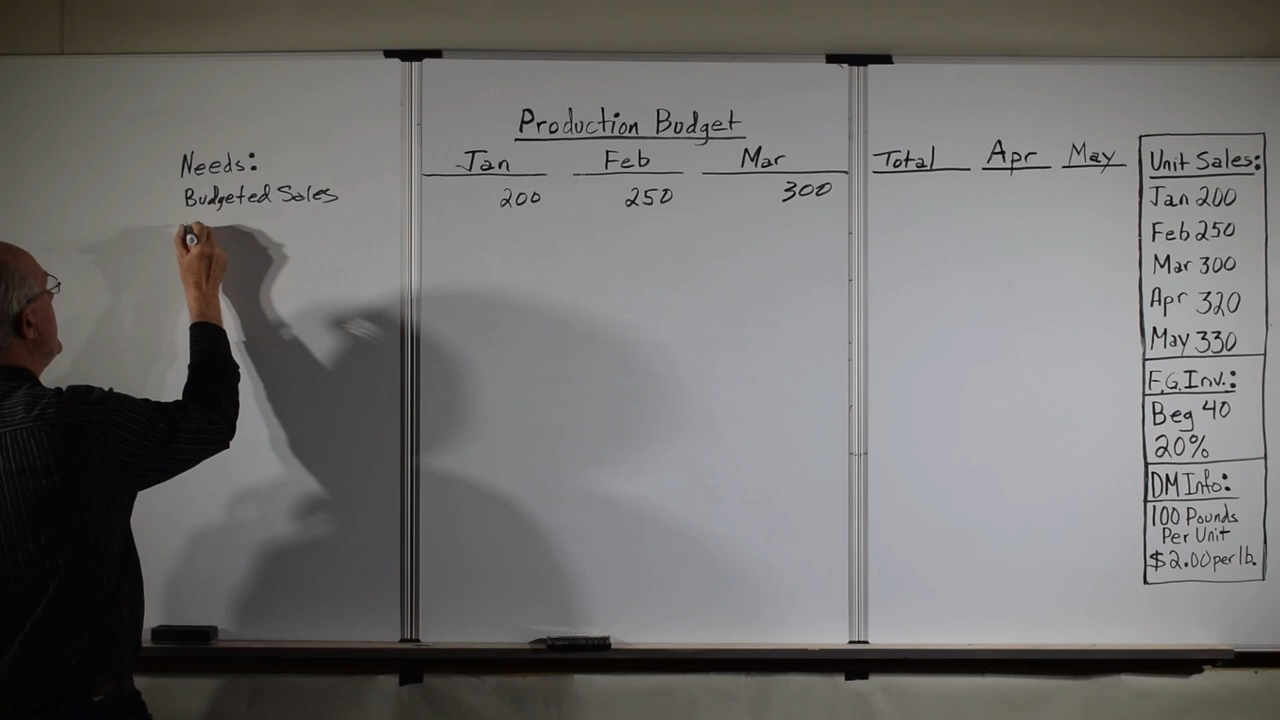 Production Budget
Jan Feb Mar Total Apr May
Needs:
Budgeted Sales 200 250 300
Unit Sales:
Jan 200
Feb 250
Mar 300
Apr 320
May 330
F.G. Inv.:
Beg 40
20%
DM Info:
100 Pounds
Per Unit
$2.00 per lb.